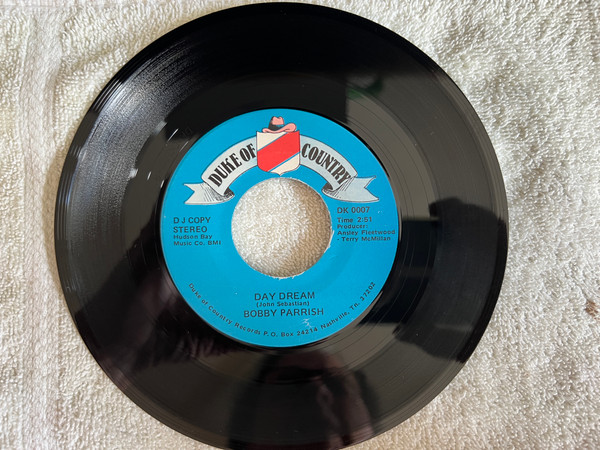 DUKE OF COUNTRY
DJ COPY
STEREO
Hudson Bay
Music Co. BMI
DK 0007
Time 2:51
Producer:
Ansley Fleetwood
- Terry McMillan
DAY DREAM
(John Sebastian)
BOBBY PARRISH
Duke of Country Records P.O. Box 24214 Nashville, Tn. 37202